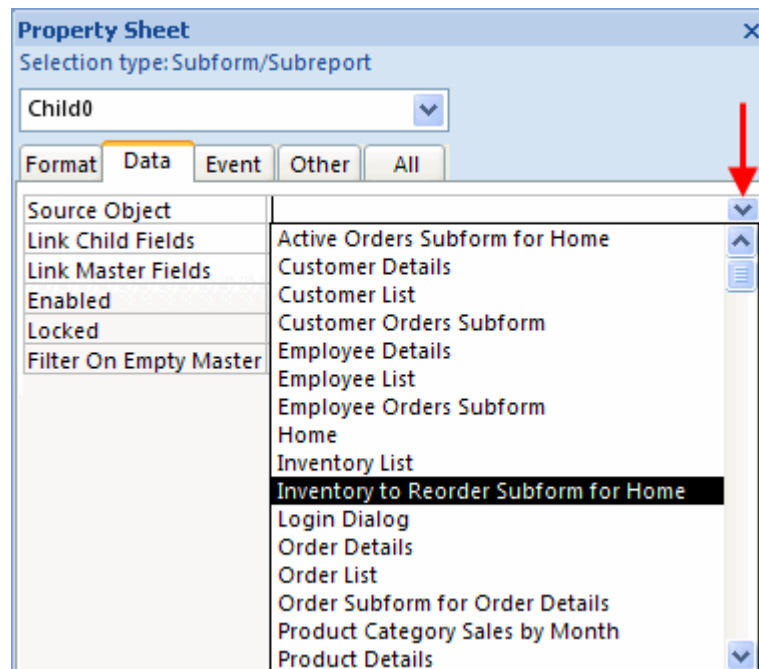 Property Sheet
Selection type: Subform/Subreport
Child0
Format Data Event Other All
Source Object
Link Child Fields
Link Master Fields
Enabled
Locked
Filter On Empty Master
Active Orders Subform for Home
Customer Details
Customer List
Customer Orders Subform
Employee Details
Employee List
Employee Orders Subform
Home
Inventory List
Inventory to Reorder Subform for Home
Login Dialog
Order Details
Order List
Order Subform for Order Details
Product Category Sales by Month
Product Details